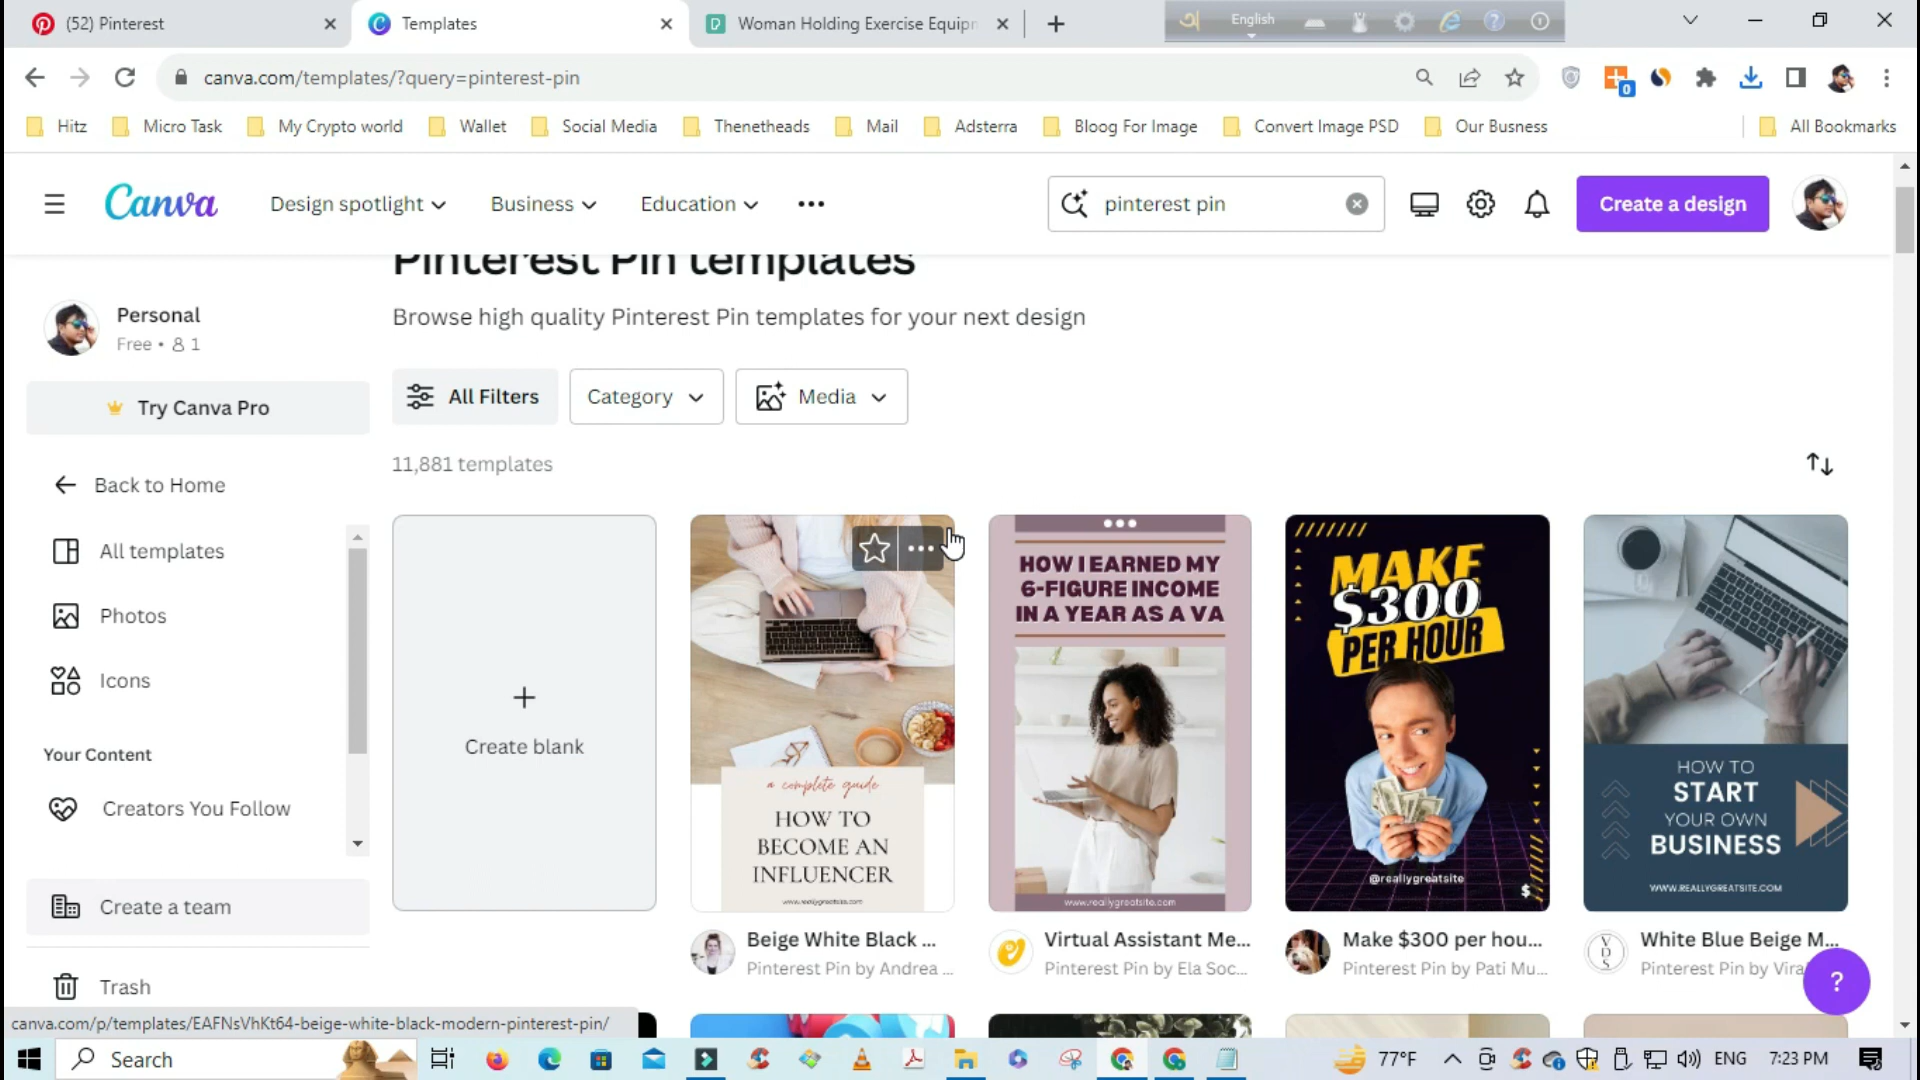 (52) Pinterest
Templates
Woman Holding Exercise Equipm
English
canva.com/templates/?query=pinterest-pin
0
Hitz
Micro Task
My Crypto world
Wallet
Social Media
Thenetheads
Mail
Adsterra
Bloog For Image
Convert Image PSD
Our Busness
All Bookmarks
Canva
Design spotlight
Business
Education
pinterest pin
Create a design
Pinterest Pin templates
Browse high quality Pinterest Pin templates for your next design
Personal
Free • 1
Try Canva Pro
All Filters
Category
Media
11,881 templates
Back to Home
All templates
Photos
Icons
Your Content
Creators You Follow
Create a team
Trash
Create blank
a complete guide
HOW TO
BECOME AN
INFLUENCER
www.reallygreatsite.com
Beige White Black ...
Pinterest Pin by Andrea ...
HOW I EARNED MY
6-FIGURE INCOME
IN A YEAR AS A VA
www.reallygreatsite.com
Virtual Assistant Me...
Pinterest Pin by Ela Soc...
MAKE
$300
PER HOUR
@reallygreatsite
$
Make $300 per hou...
Pinterest Pin by Pati Mu...
HOW TO
START
YOUR OWN
BUSINESS
WWW.REALLYGREATSITE.COM
VDS
White Blue Beige M...
Pinterest Pin by Vira
?
canva.com/p/templates/EAFNsVhKt64-beige-white-black-modern-pinterest-pin/
Search
77°F
ENG
7:23 PM